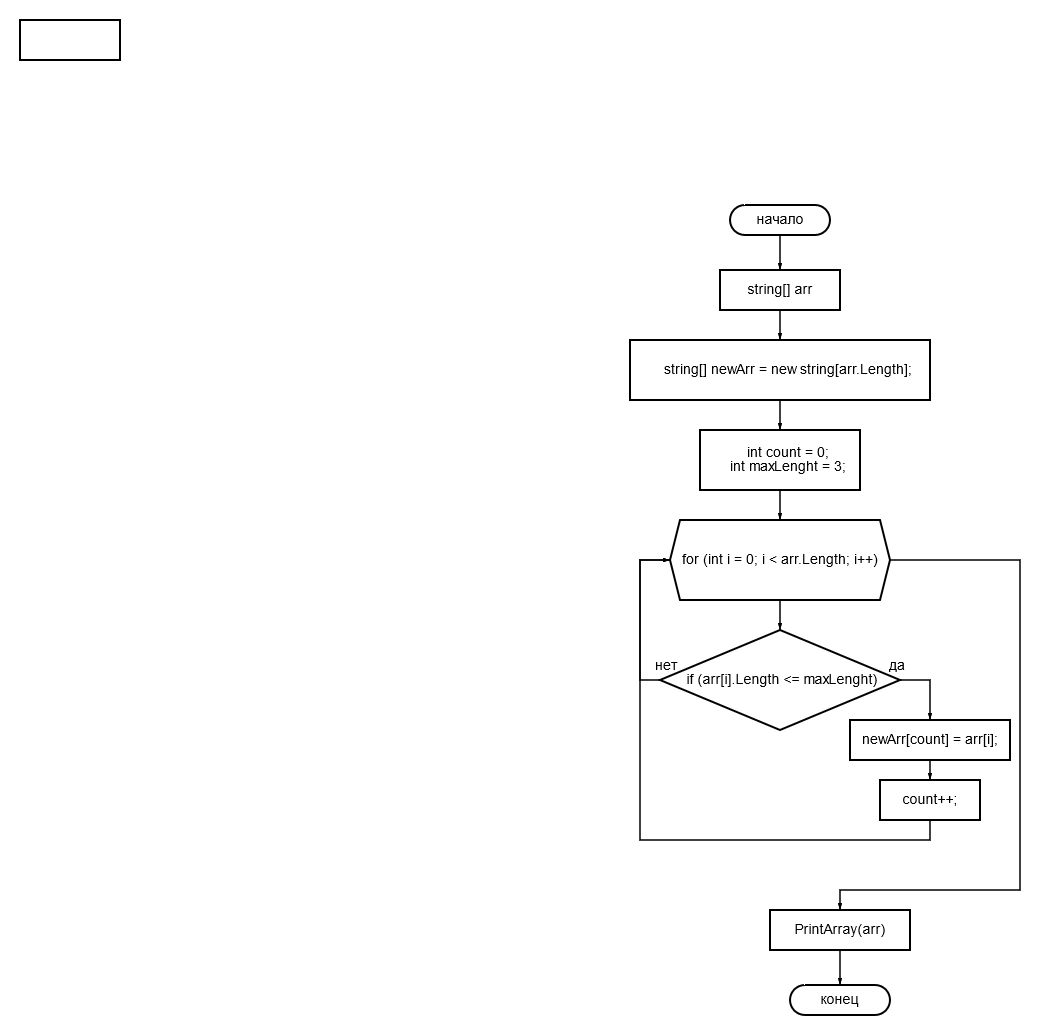 начало
string[] arr
string[] newArr = new string[arr.Length];
int count = 0;
int maxLenght = 3;
for (int i = 0; i < arr.Length; i++)
нет
да
if (arr[i].Length <= maxLenght)
newArr[count] = arr[i];
count++;
PrintArray(arr)
конец